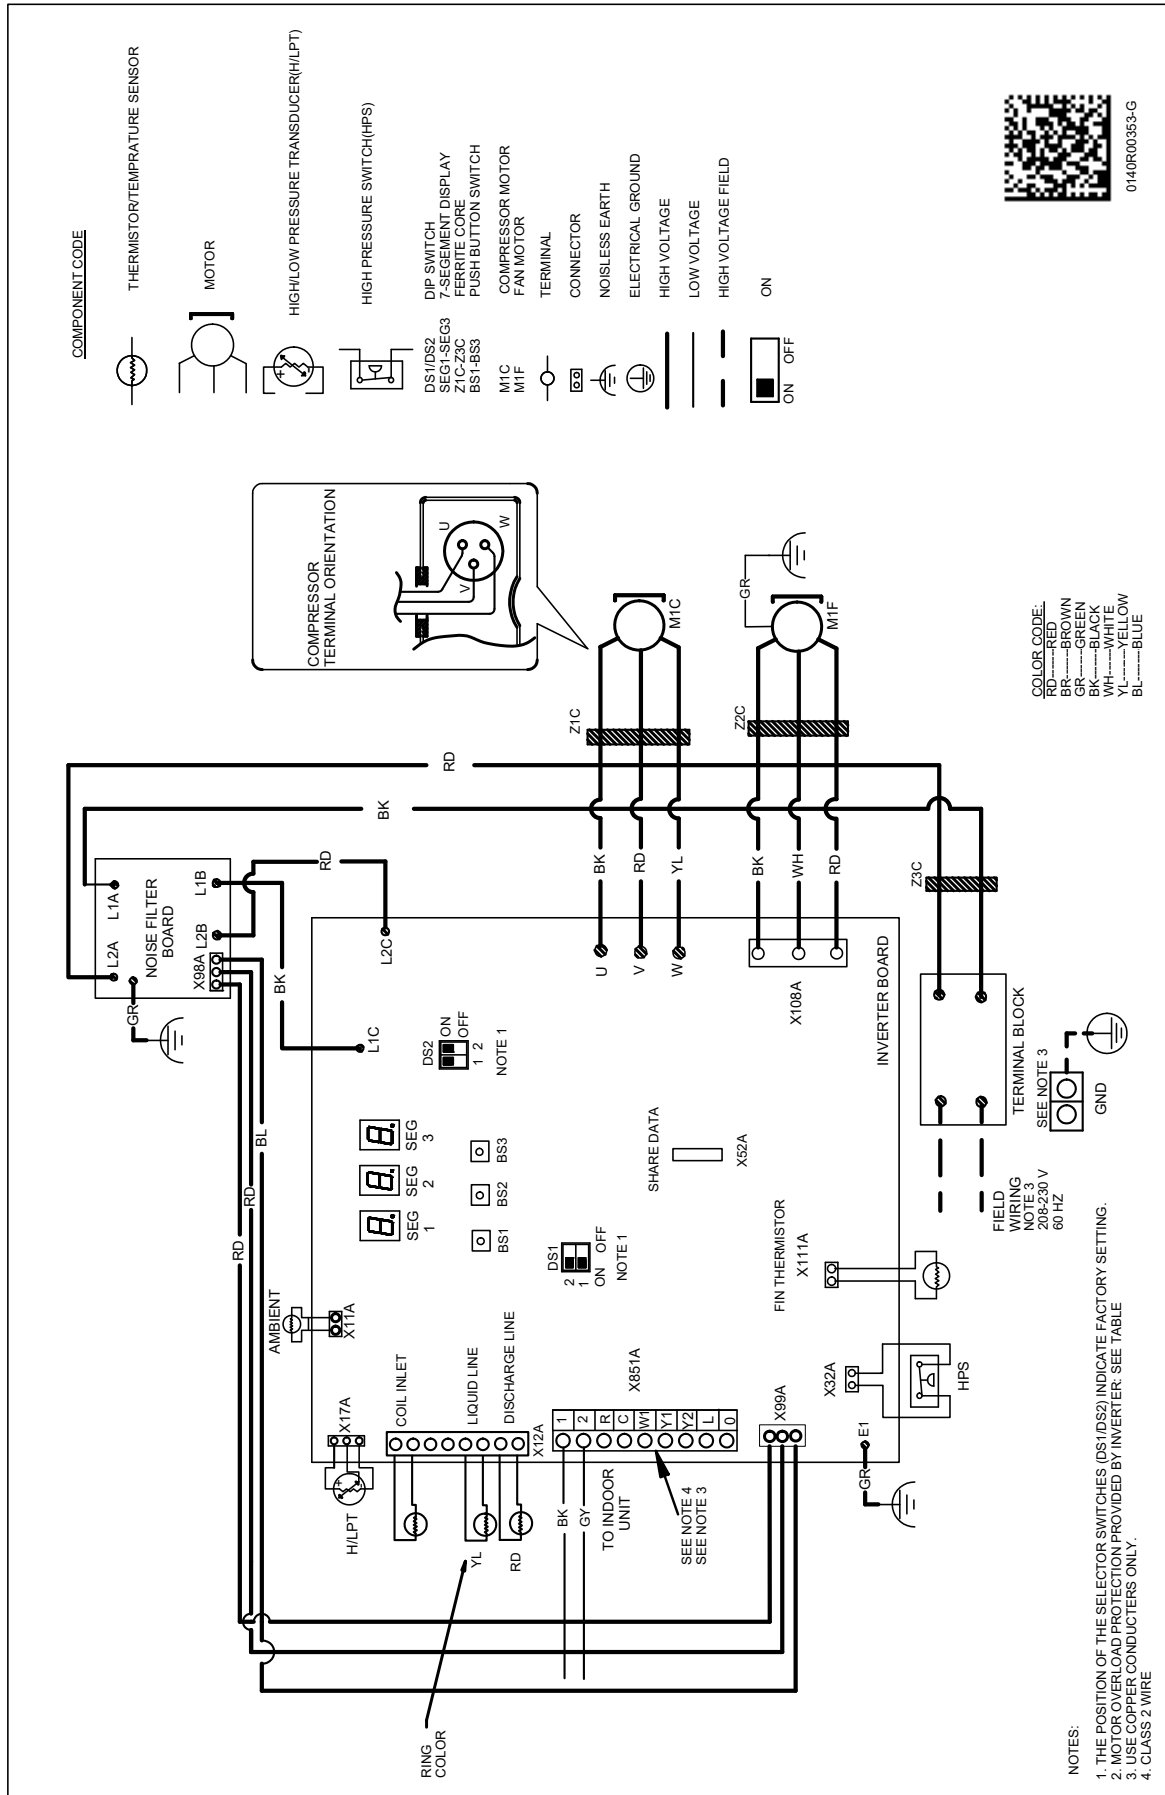 COMPONENT CODE
THERMISTOR/TEMPRATURE SENSOR
MOTOR
HIGH/LOW PRESSURE TRANSDUCER(H/LPT)
HIGH PRESSURE SWITCH(HPS)
DS1/DS2 DIP SWITCH
SEG1-SEG3 7-SEGEMENT DISPLAY
Z1C-Z3C FERRITE CORE
BS1-BS3 PUSH BUTTON SWITCH
M1C COMPRESSOR MOTOR
M1F FAN MOTOR
TERMINAL
CONNECTOR
NOISLESS EARTH
ELECTRICAL GROUND
HIGH VOLTAGE
LOW VOLTAGE
HIGH VOLTAGE FIELD
ON
ON OFF
0140R00353-G
COMPRESSOR
TERMINAL ORIENTATION
U
V
W
M1C
Z1C
BK
RD
YL
U
V
W
GR
M1F
Z2C
BK
WH
RD
X108A
COLOR CODE:
RD-----RED
BR-----BROWN
GR-----GREEN
BK-----BLACK
WH-----WHITE
YL-----YELLOW
BL-----BLUE
RD
BK
L2A L1A
NOISE FILTER
BOARD
X98A L2B L1B
GR
RD
BK
L2C
L1C
RD
RD
BL
DS2
ON
OFF
1 2
NOTE 1
SEG
1
SEG
2
SEG
3
BS1
BS2
BS3
SHARE DATA
X52A
DS1
2
1
ON OFF
NOTE 1
INVERTER BOARD
Z3C
TERMINAL BLOCK
SEE NOTE 3
GND
FIELD
WIRING
NOTE 3
208-230 V
60 HZ
FIN THERMISTOR
X111A
X32A
HPS
AMBIENT
X11A
X17A
H/LPT
COIL INLET
LIQUID LINE
DISCHARGE LINE
X12A
YL
RD
RING
COLOR
X851A
1
2
R
C
W1
Y1
Y2
L
0
BK
GY
TO INDOOR
UNIT
SEE NOTE 4
SEE NOTE 3
X99A
E1
GR
NOTES:
1. THE POSITION OF THE SELECTOR SWITCHES (DS1/DS2) INDICATE FACTORY SETTING.
2. MOTOR OVERLOAD PROTECTION PROVIDED BY INVERTER: SEE TABLE
3. USE COPPER CONDUCTERS ONLY.
4. CLASS 2 WIRE